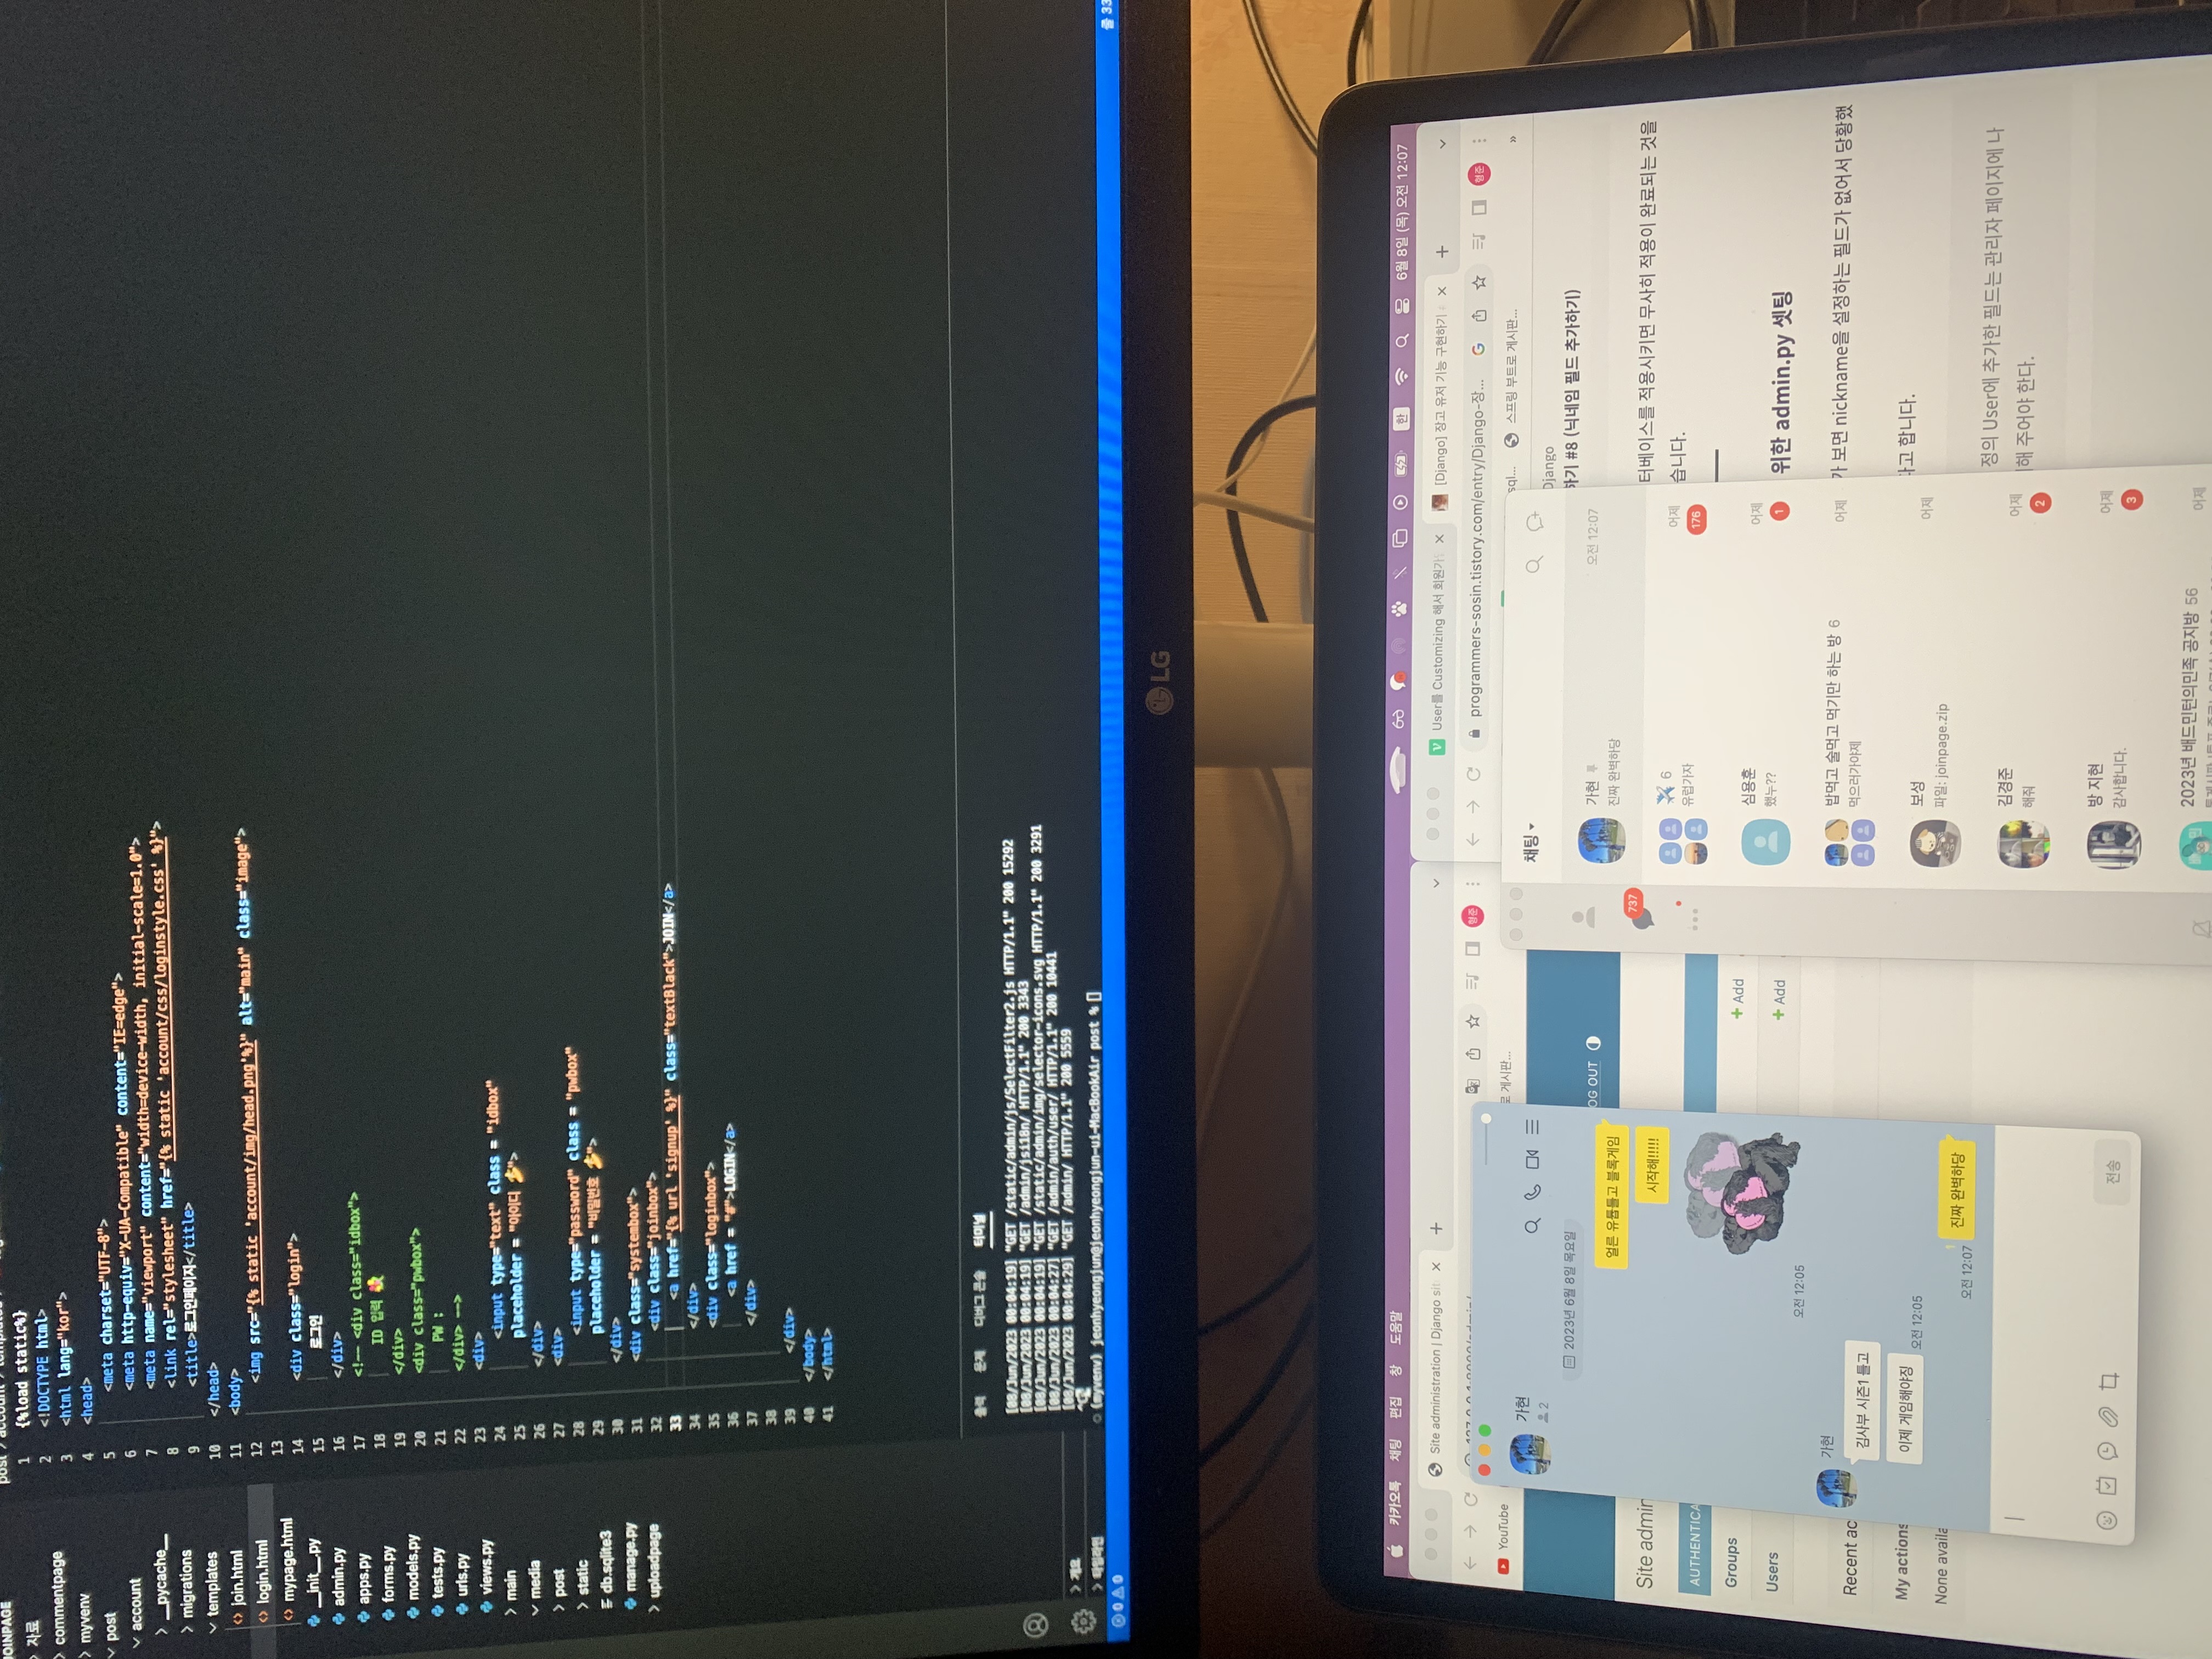 JOINPAGE
자료
commentpage
myvenv
post
account
__pycache__
migrations
templates
join.html
login.html
mypage.html
__init__.py
admin.py
apps.py
forms.py
models.py
tests.py
urls.py
views.py
main
media
post
static
db.sqlite3
manage.py
uploadpage
개요
타임라인
1 {%load static%}
2 <!DOCTYPE html>
3 <html lang="kor">
4 <head>
5 <meta charset="UTF-8">
6 <meta http-equiv="X-UA-Compatible" content="IE=edge">
7 <meta name="viewport" content="width=device-width, initial-scale=1.0">
8 <link rel="stylesheet" href="{% static 'account/css/loginstyle.css' %}">
9 <title>로그인페이지</title>
10 </head>
11 <body>
12 <img src="{% static 'account/img/head.png'%}" alt="main" class="image">
13
14 <div class="login">
15 로그인
16 </div>
17 <!-- <div class="idbox">
18 ID 입력
19 </div>
20 <div class="pwbox">
21 PW :
22 </div> -->
23 <div>
24 <input type="text" class = "idbox"
25 placeholder = "아이디 🤌">
26 </div>
27 <div>
28 <input type="password" class = "pwbox"
29 placeholder = "비밀번호 🤌">
30 </div>
31 <div class="systembox">
32 <div class="joinbox">
33 <a href="{% url 'signup' %}" class="textBlack">JOIN</a>
34 </div>
35 <div class="loginbox">
36 <a href = "#">LOGIN</a>
37 </div>
38
39 </div>
40 </body>
41 </html>
출력 문제 디버그 콘솔 터미널
[08/Jun/2023 00:04:19] "GET /static/admin/js/SelectFilter2.js HTTP/1.1" 200 15292
[08/Jun/2023 00:04:19] "GET /admin/jsi18n/ HTTP/1.1" 200 3343
[08/Jun/2023 00:04:19] "GET /static/admin/img/selector-icons.svg HTTP/1.1" 200 3291
[08/Jun/2023 00:04:27] "GET /admin/auth/user/ HTTP/1.1" 200 10441
[08/Jun/2023 00:04:29] "GET /admin/ HTTP/1.1" 200 5559
(myvenv) jeonhyeongjun@jeonhyeongjun-ui-MacBookAir post %
0 0
줄 33
LG
카카오톡 채팅 편집 창 도움말
한 6월 8일 (목) 오전 12:07
Site administration | Django sit
형준
YouTube
로 게시판...
OG OUT
Site admin
AUTHENTICA
Groups
+ Add
Users
+ Add
Recent ac
My actions
None availa
가현
2
2023년 6월 8일 목요일
얼른 유튭틀고 블록게임
시작해!!!!!
오전 12:05
가현
김사부 시즌1 틀고
이제 게임해야징
오전 12:05
오전 12:07
진짜 완벽하당
전송
채팅
737
가현
오전 12:07
진짜 완벽하당
✈️ 6
어제
유럽가자
176
심용훈
어제
했누??
1
밥먹고 술먹고 먹기만 하는 방 6
어제
먹으러가야제
보성
어제
파일: joinpage.zip
김경준
어제
해줘
2
방 지현
어제
감사합니다.
3
2023년 배드민턴의민족 공지방 56
어제
User를 Customizing 해서 회원가
[Django] 장고 유저 기능 구현하기
programmers-sosin.tistory.com/entry/Django-장...
형준
sql...
스프링 부트로 게시판...
Django
하기 #8 (닉네임 필드 추가하기)
터베이스를 적용시키면 무사히 적용이 완료되는 것을
습니다.
위한 admin.py 셋팅
가 보면 nickname을 설정하는 필드가 없어서 당황했
다고 합니다.
정의 User에 추가한 필드는 관리자 페이지에 나
해 주어야 한다.